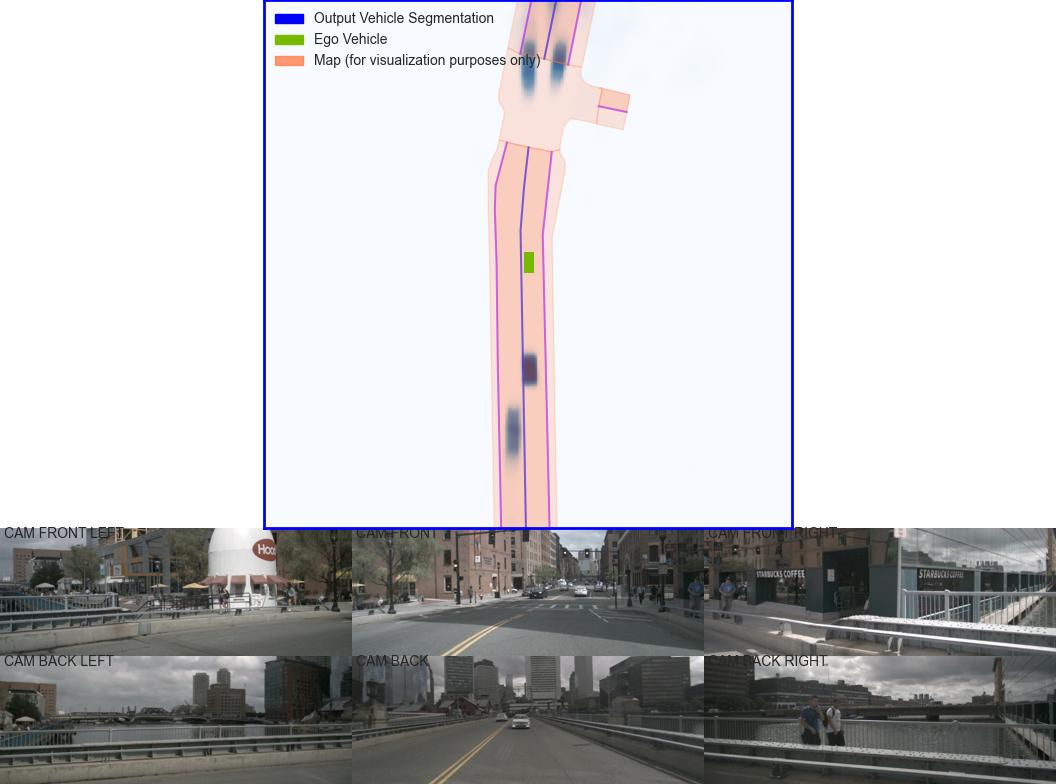 Output Vehicle Segmentation
Ego Vehicle
Map (for visualization purposes only)
CAM FRONT LEFT
CAM FRONT
CAM FRONT RIGHT
Hood
STARBUCKS COFFEE
STARBUCKS COFFEE
CAM BACK LEFT
CAM BACK
CAM BACK RIGHT